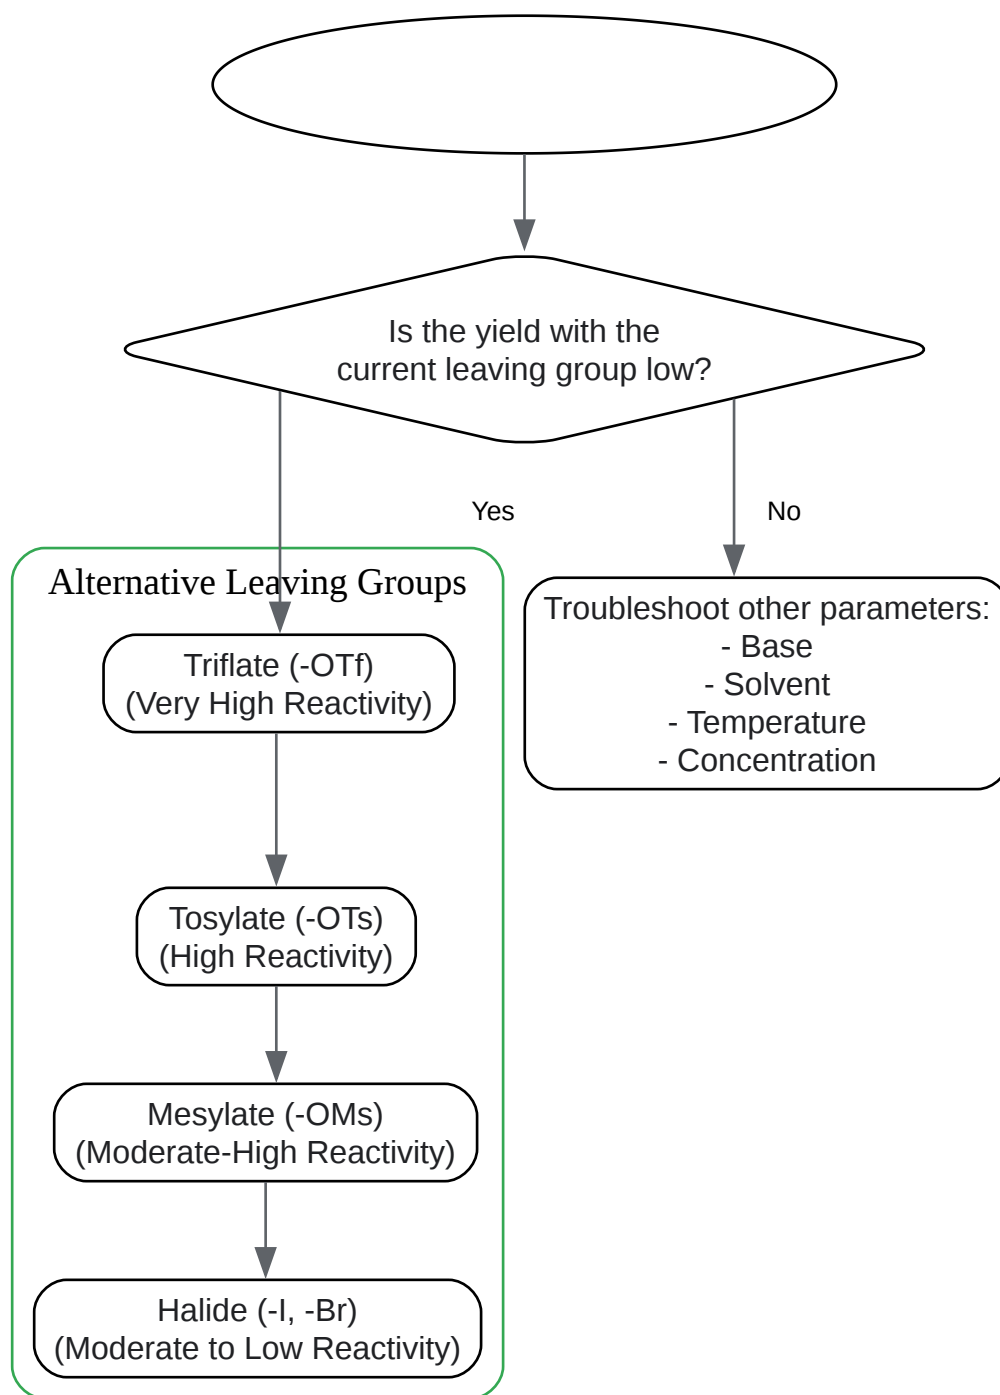 Is the yield with the
current leaving group low?
Yes
No
Alternative Leaving Groups
Triflate (-OTf)
(Very High Reactivity)
Troubleshoot other parameters:
- Base
- Solvent
- Temperature
- Concentration
Tosylate (-OTs)
(High Reactivity)
Mesylate (-OMs)
(Moderate-High Reactivity)
Halide (-I, -Br)
(Moderate to Low Reactivity)